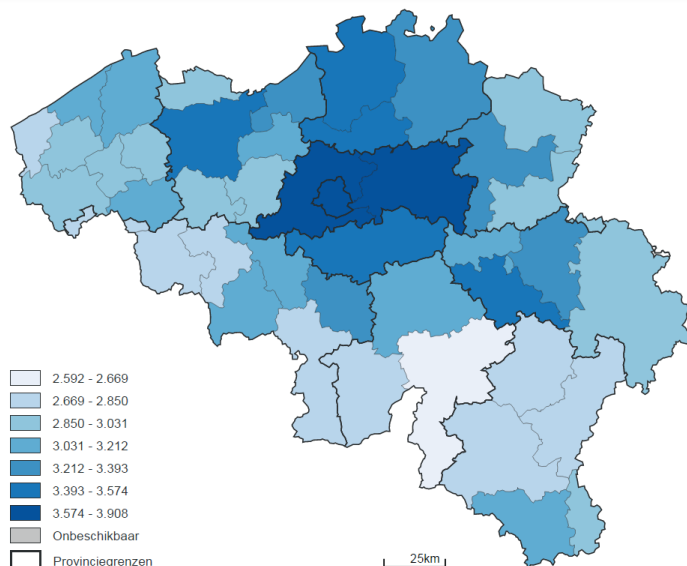 2.592 - 2.669
2.669 - 2.850
2.850 - 3.031
3.031 - 3.212
3.212 - 3.393
3.393 - 3.574
3.574 - 3.908
Onbeschikbaar
Provinciegrenzen
25km